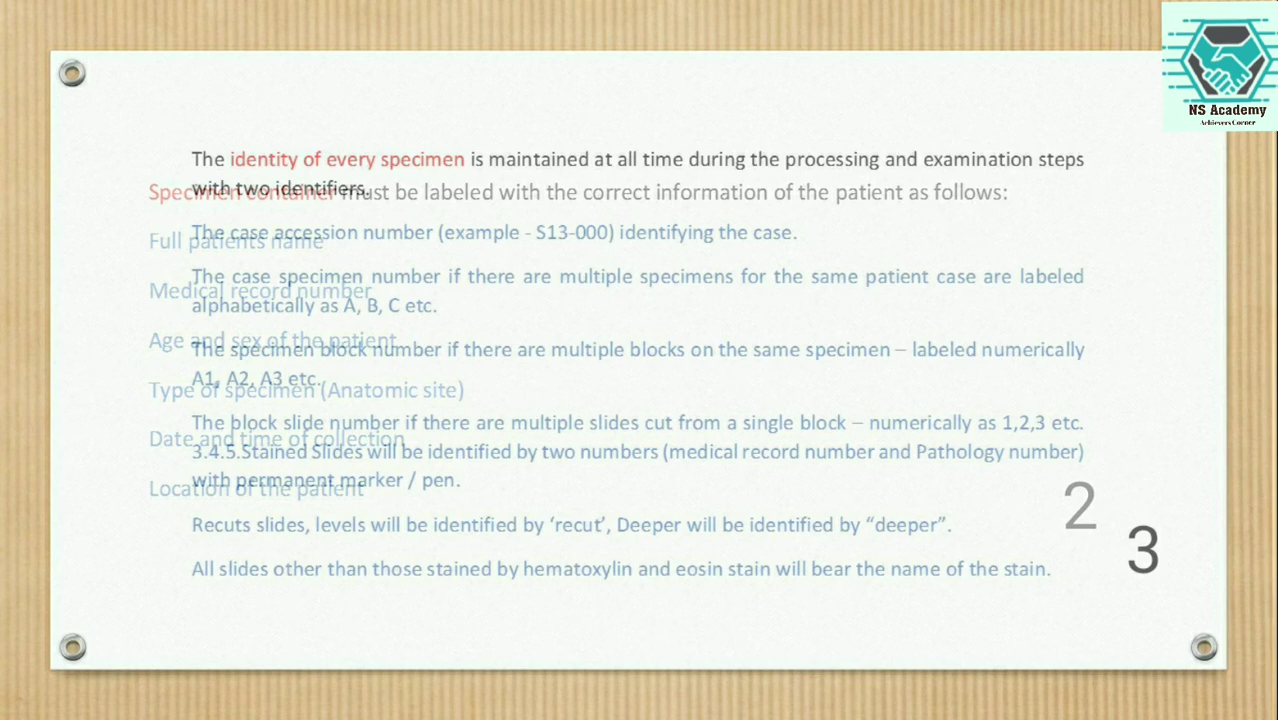 NS Academy
Achievers Corner
The identity of every specimen is maintained at all time during the processing and examination steps
with two identifiers.
The case accession number (example - S13-000) identifying the case.
The case specimen number if there are multiple specimens for the same patient case are labeled
alphabetically as A, B, C etc.
The specimen block number if there are multiple blocks on the same specimen – labeled numerically
A1, A2, A3 etc.
The block slide number if there are multiple slides cut from a single block – numerically as 1,2,3 etc.
3.4.5.Stained Slides will be identified by two numbers (medical record number and Pathology number)
with permanent marker / pen.
Recuts slides, levels will be identified by ‘recut’, Deeper will be identified by “deeper”.
All slides other than those stained by hematoxylin and eosin stain will bear the name of the stain.
3
Specimen container must be labeled with the correct information of the patient as follows:
Full patients name
Medical record number
Age and sex of the patient
Type of specimen (Anatomic site)
Date and time of collection
Location of the patient
2